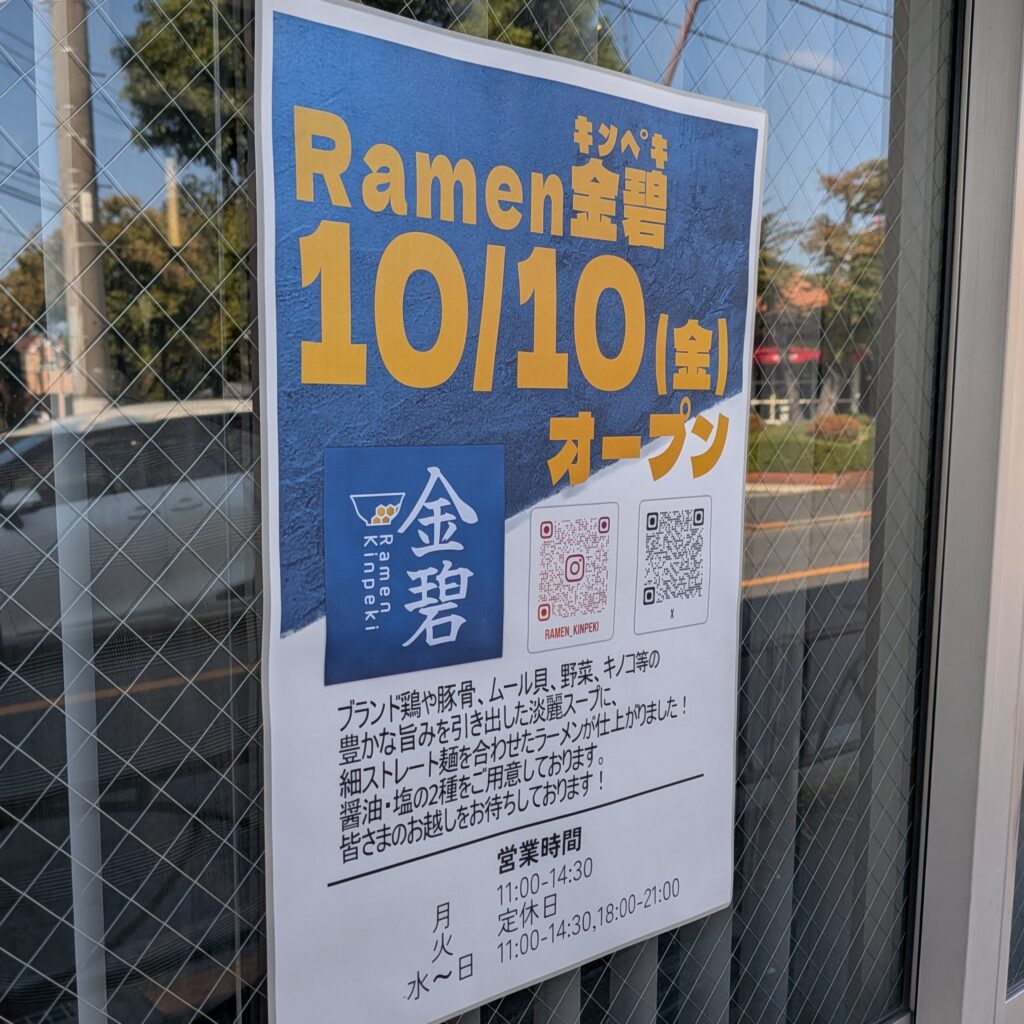 キンペキ
Ramen金碧
10/10(金)
オープン
金碧
Ramen
Kinpeki
RAMEN_KINPEKI
X
ブランド鶏や豚骨、ムール貝、野菜、キノコ等の
豊かな旨みを引き出した淡麗スープに、
細ストレート麺を合わせたラーメンが仕上がりました！
醤油・塩の2種をご用意しております。
皆さまのお越しをお待ちしております！
営業時間
月 11:00-14:30
火 定休日
水～日 11:00-14:30,18:00-21:00